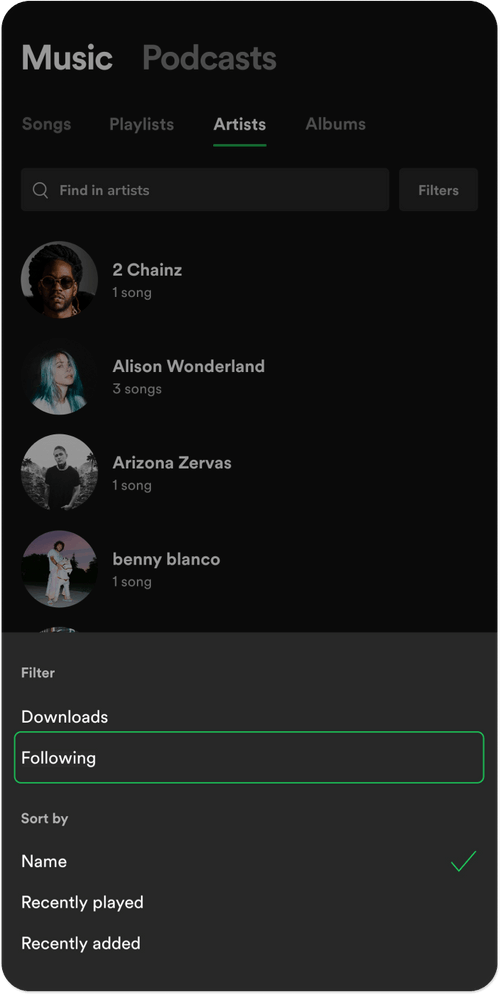 Music Podcasts
Songs Playlists Artists Albums
Find in artists Filters
2 Chainz
1 song
Alison Wonderland
3 songs
Arizona Zervas
1 song
benny blanco
1 song
Filter
Downloads
Following
Sort by
Name
Recently played
Recently added